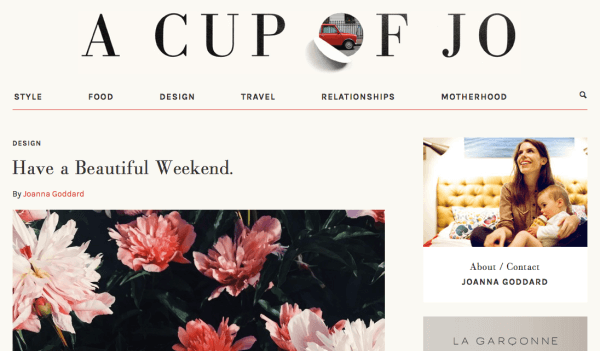 A CUP OF JO
STYLE FOOD DESIGN TRAVEL RELATIONSHIPS MOTHERHOOD
DESIGN
Have a Beautiful Weekend.
By Joanna Goddard
About / Contact
JOANNA GODDARD
LA GARÇONNE